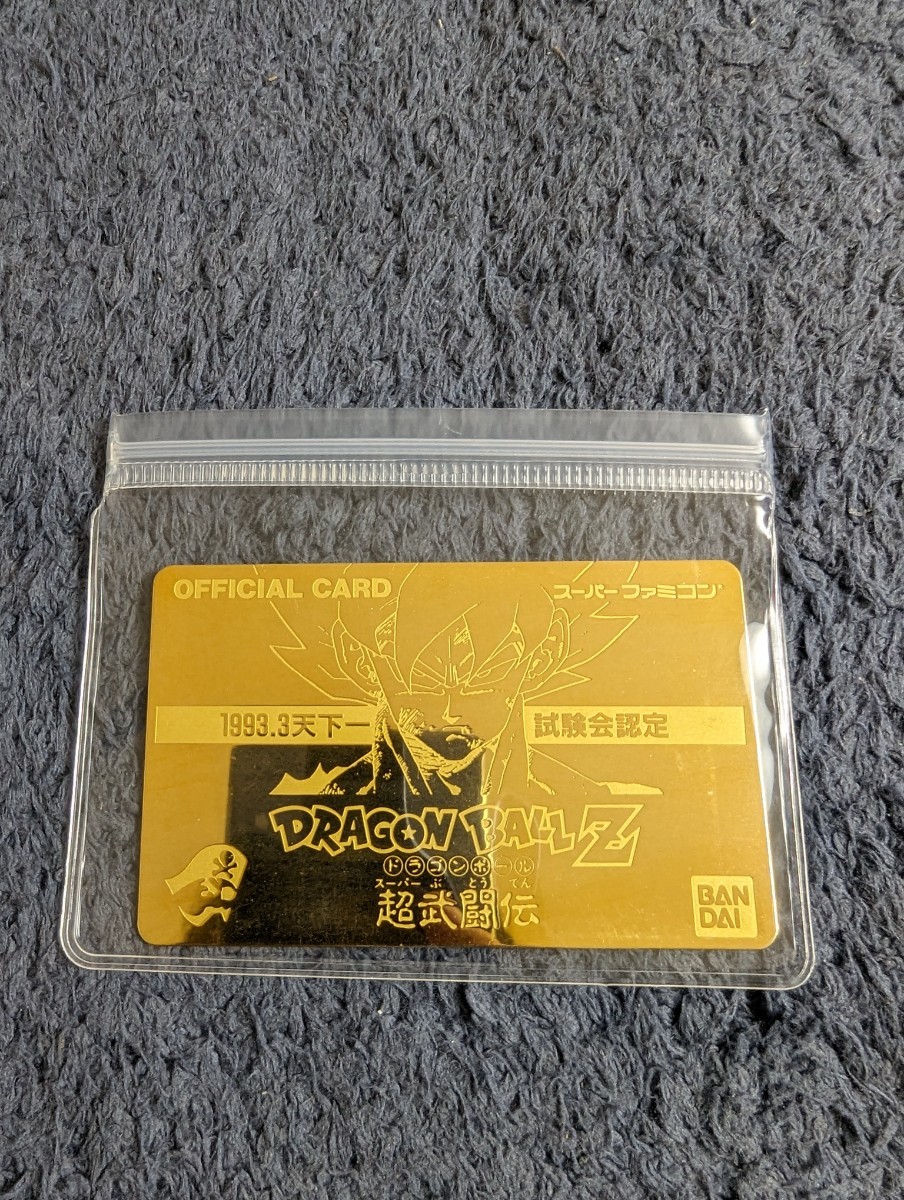 OFFICIAL CARD
スーパーファミコン
1993.3天下一 試験会認定
DRAGON BALL Z
ドラゴンボール
スーパー ぶ とう でん
超武闘伝
BAN
DAI